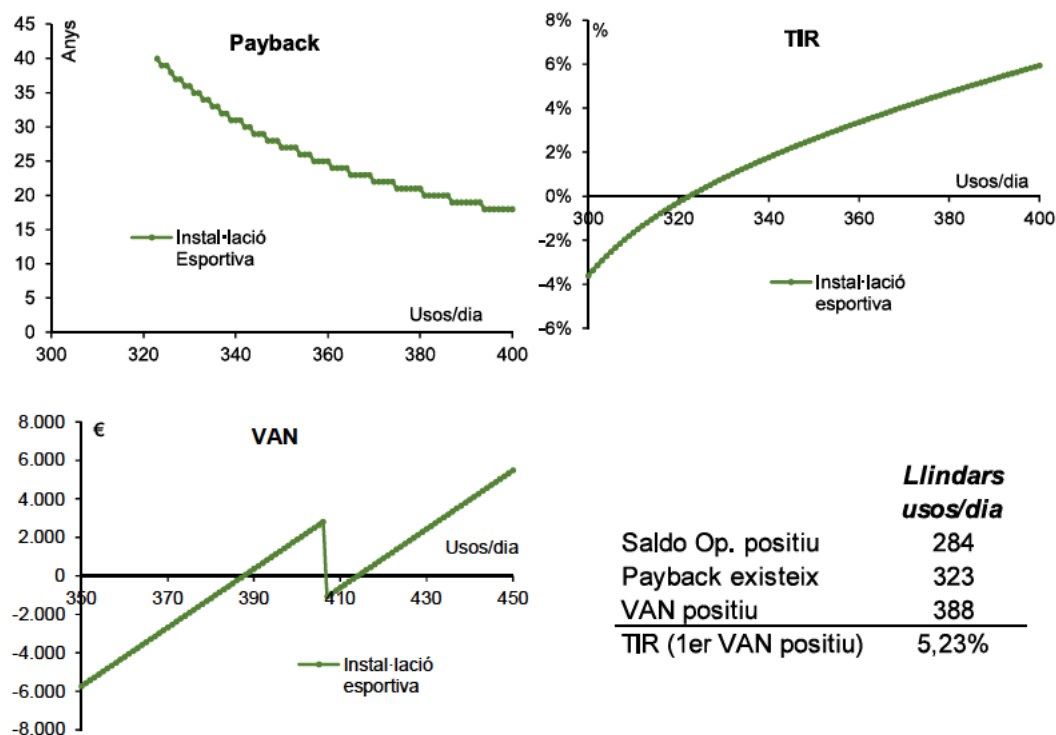 Payback
Anys
45
40
35
30
25
20
15
10
5
0
Instal·lació
Esportiva
Usos/dia
300
320
340
360
380
400
TIR
%
8%
6%
4%
2%
0%
-2%
-4%
-6%
Usos/dia
300
320
340
360
380
400
Instal·lació
esportiva
VAN
€
8.000
6.000
4.000
2.000
0
-2.000
-4.000
-6.000
-8.000
Usos/dia
350
370
390
410
430
450
Instal·lació
esportiva
Llindars
usos/dia
Saldo Op. positiu 284
Payback existeix 323
VAN positiu 388
TIR (1er VAN positiu) 5,23%